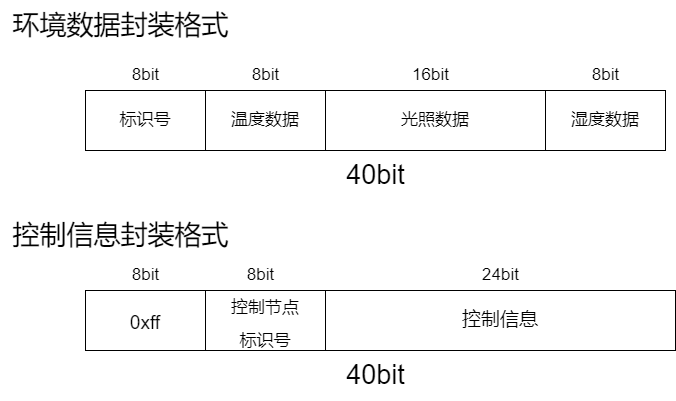 环境数据封装格式
8bit 8bit 16bit 8bit
标识号 温度数据 光照数据 湿度数据
40bit
控制信息封装格式
8bit 8bit 24bit
0xff 控制节点 控制信息
标识号
40bit